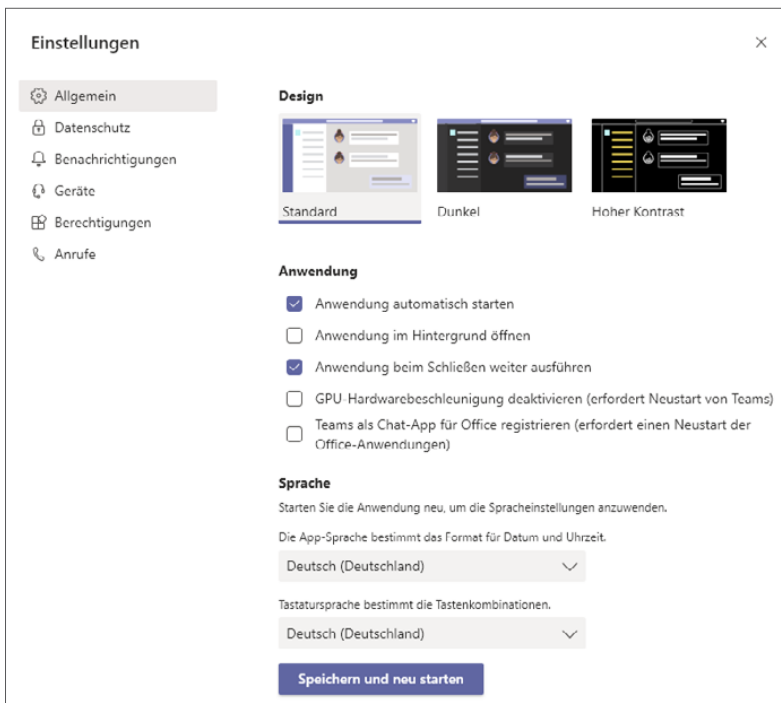 Einstellungen
Allgemein
Datenschutz
Benachrichtigungen
Geräte
Berechtigungen
Anrufe
Design
Standard
Dunkel
Hoher Kontrast
Anwendung
Anwendung automatisch starten
Anwendung im Hintergrund öffnen
Anwendung beim Schließen weiter ausführen
GPU-Hardwarebeschleunigung deaktivieren (erfordert Neustart von Teams)
Teams als Chat-App für Office registrieren (erfordert einen Neustart der
Office-Anwendungen)
Sprache
Starten Sie die Anwendung neu, um die Spracheinstellungen anzuwenden.
Die App-Sprache bestimmt das Format für Datum und Uhrzeit.
Deutsch (Deutschland)
Tastatursprache bestimmt die Tastenkombinationen.
Deutsch (Deutschland)
Speichern und neu starten